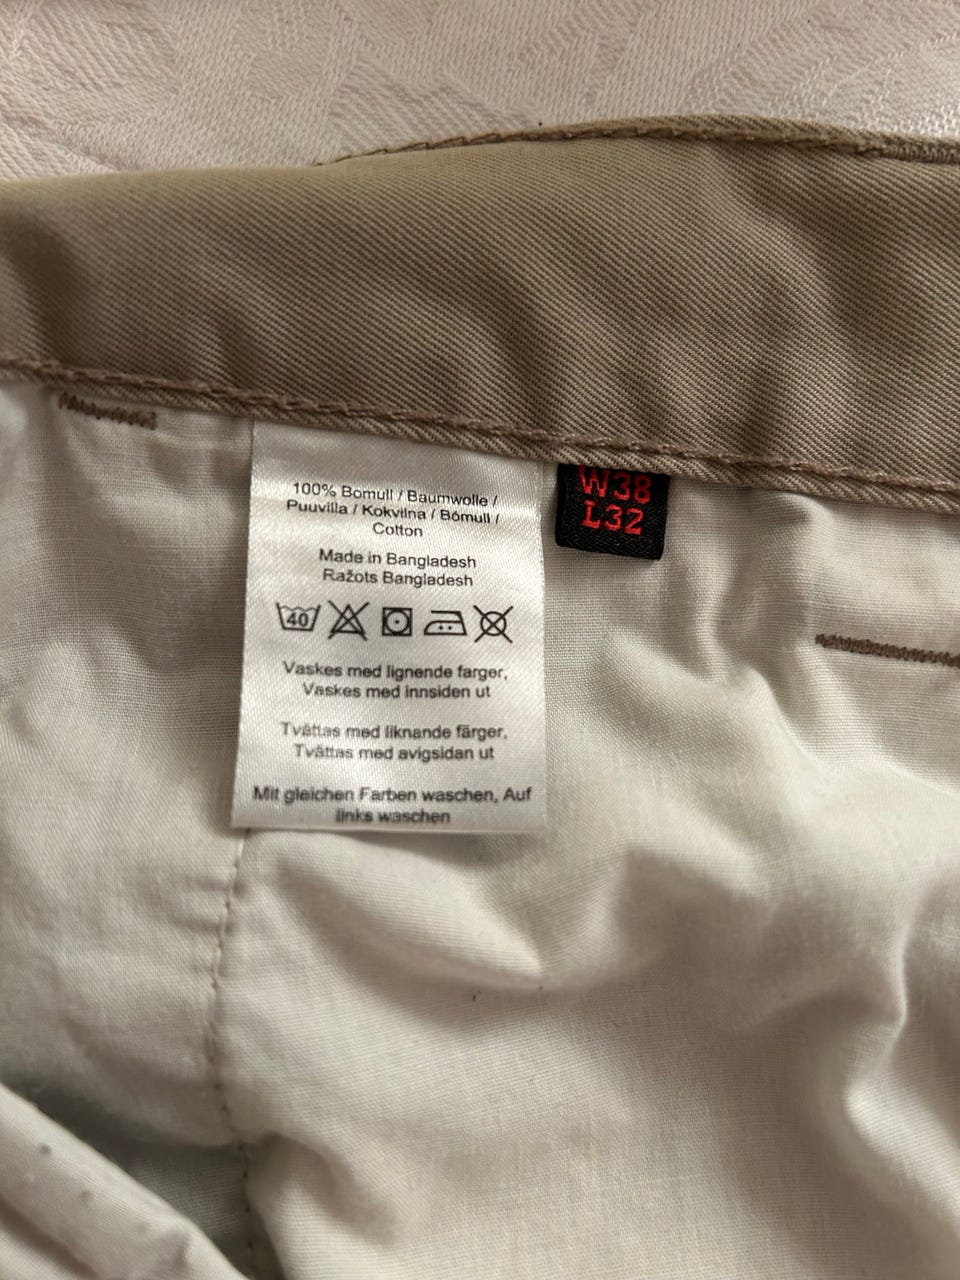 100% Bomull / Baumwolle /
Puuvilla / Kokvilna / Bómull /
Cotton
Made in Bangladesh
Ražots Bangladesh
40
Vaskes med lignende farger,
Vaskes med innsiden ut
Tvättas med liknande färger,
Tvättas med avigsidan ut
Mit gleichen Farben waschen, Auf
links waschen
W38
L32